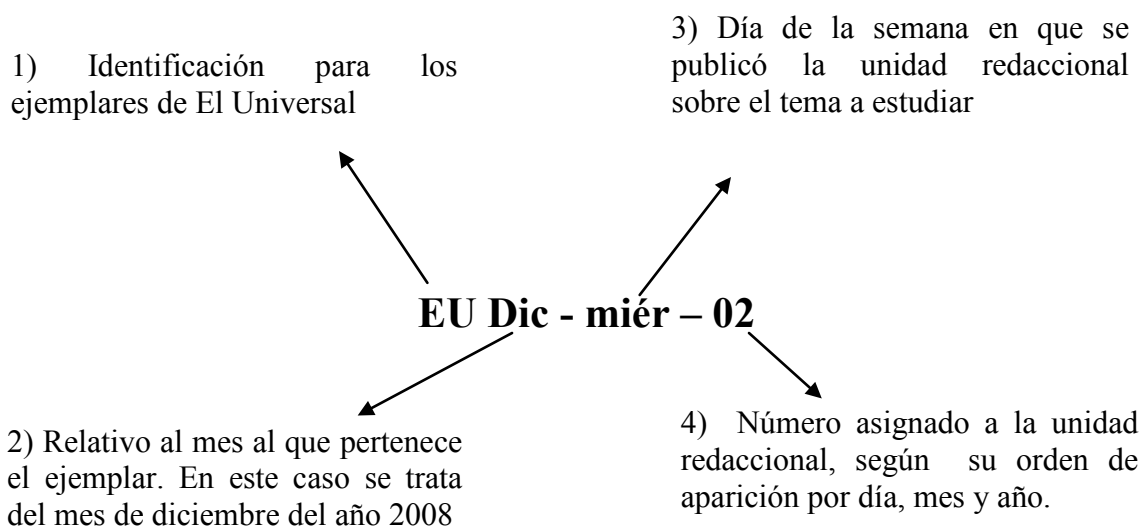 1) Identificación para los
ejemplares de El Universal
3) Día de la semana en que se
publicó la unidad redaccional
sobre el tema a estudiar
EU Dic - miér – 02
2) Relativo al mes al que pertenece
el ejemplar. En este caso se trata
del mes de diciembre del año 2008
4) Número asignado a la unidad
redaccional, según su orden de
aparición por día, mes y año.